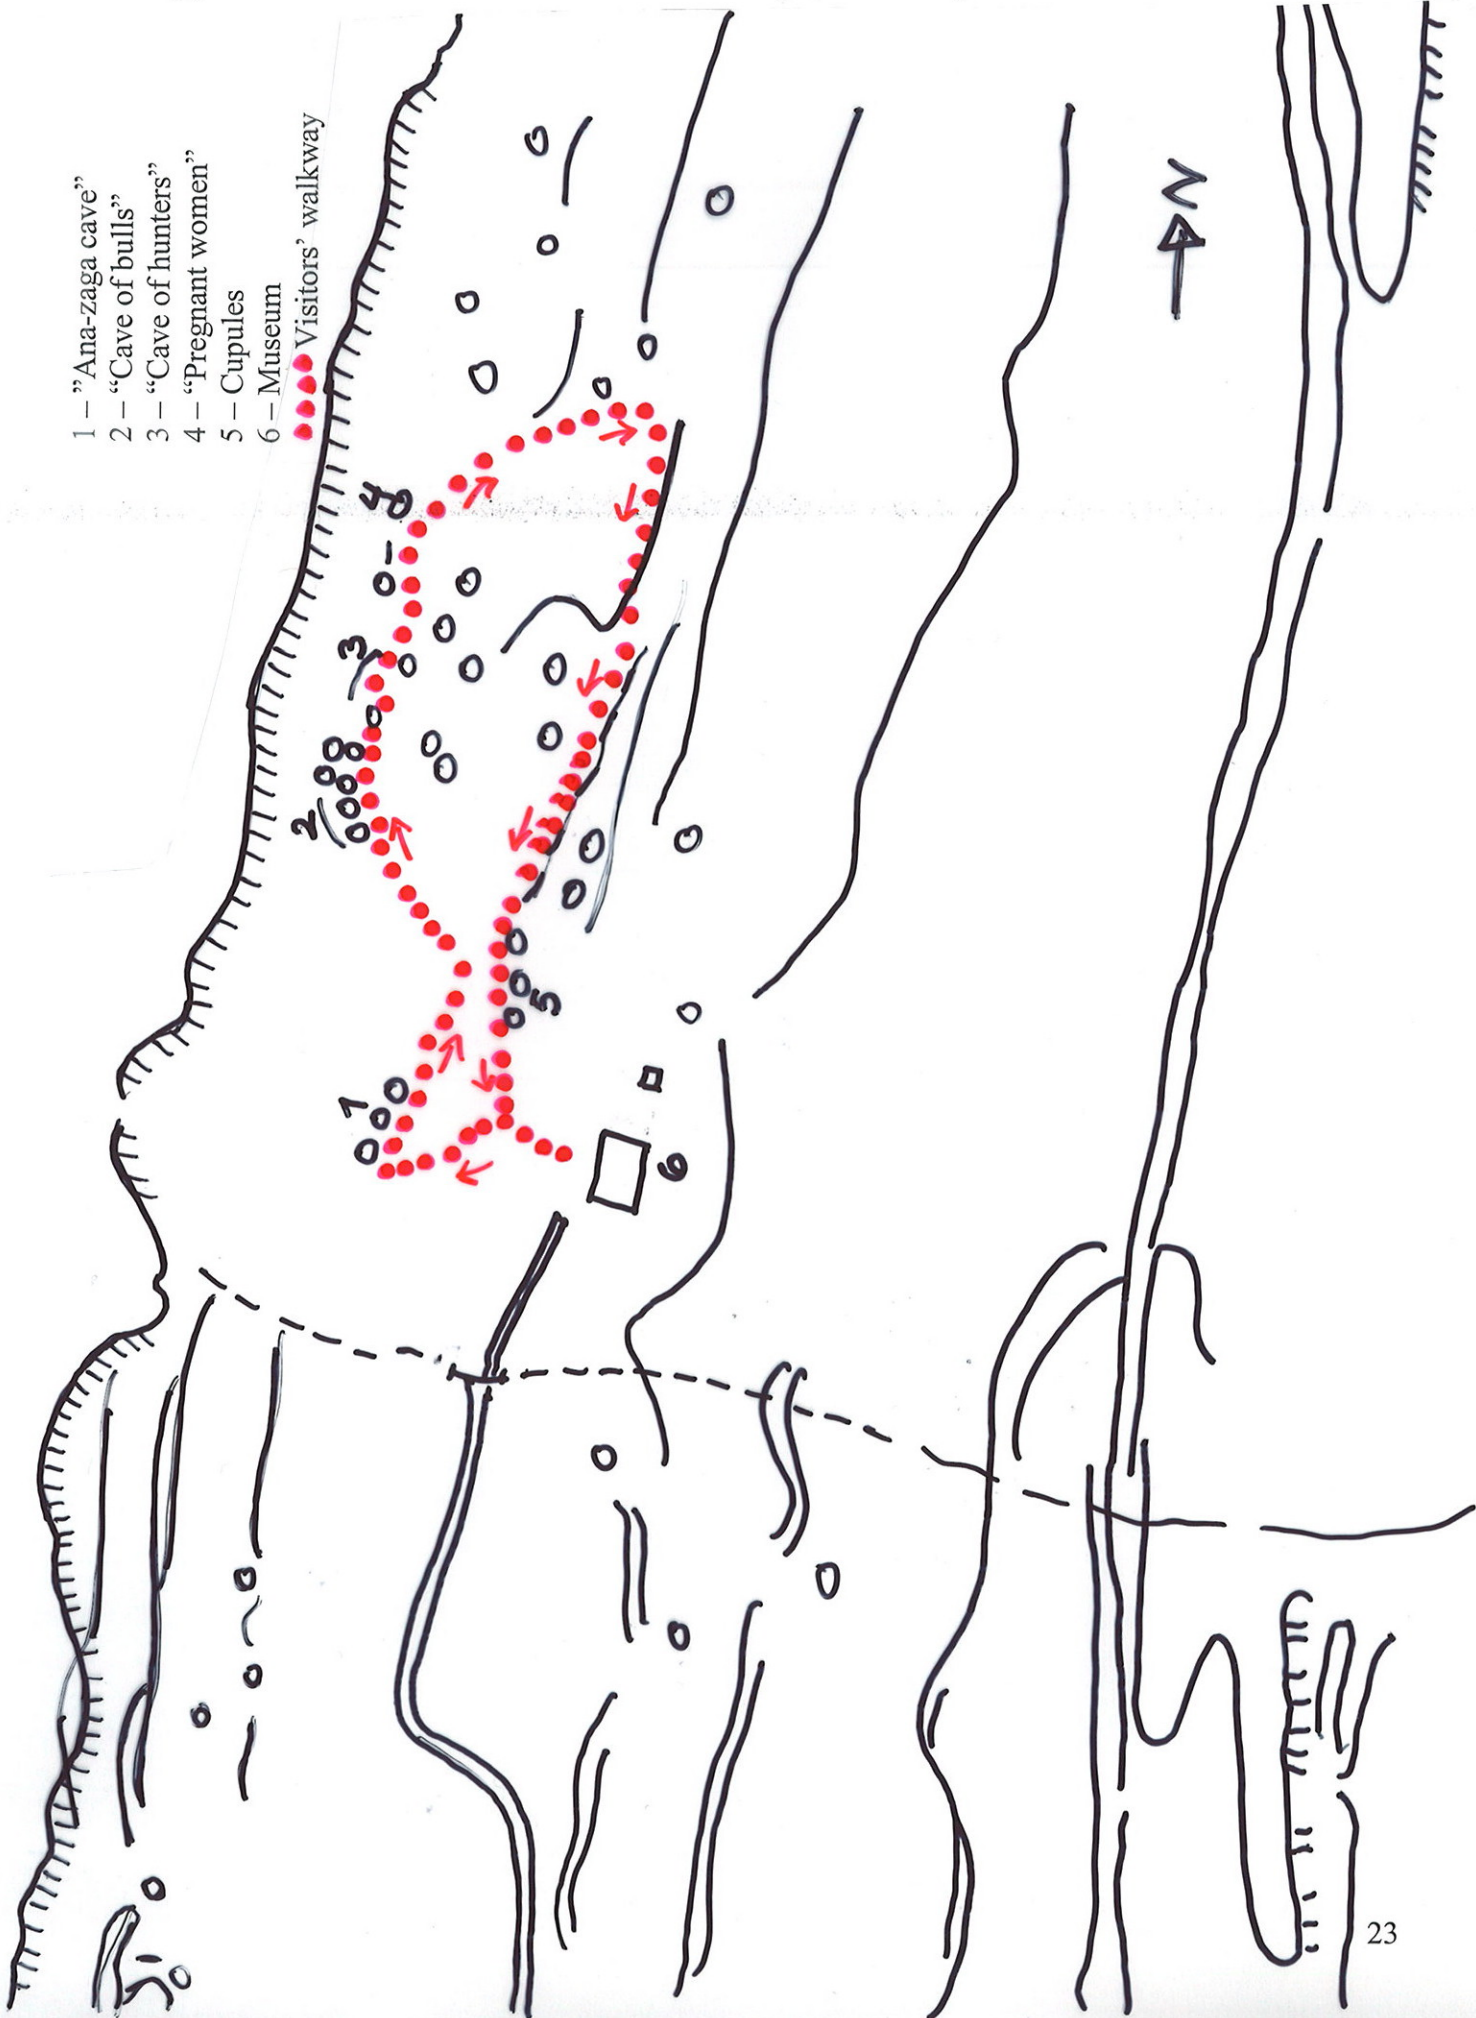 1 – ”Ana-zaga cave”
2 – “Cave of bulls”
3 – “Cave of hunters”
4 – “Pregnant women”
5 – Cupules
6 – Museum
Visitors’ walkway
N
4
3
2
5
1
6
23